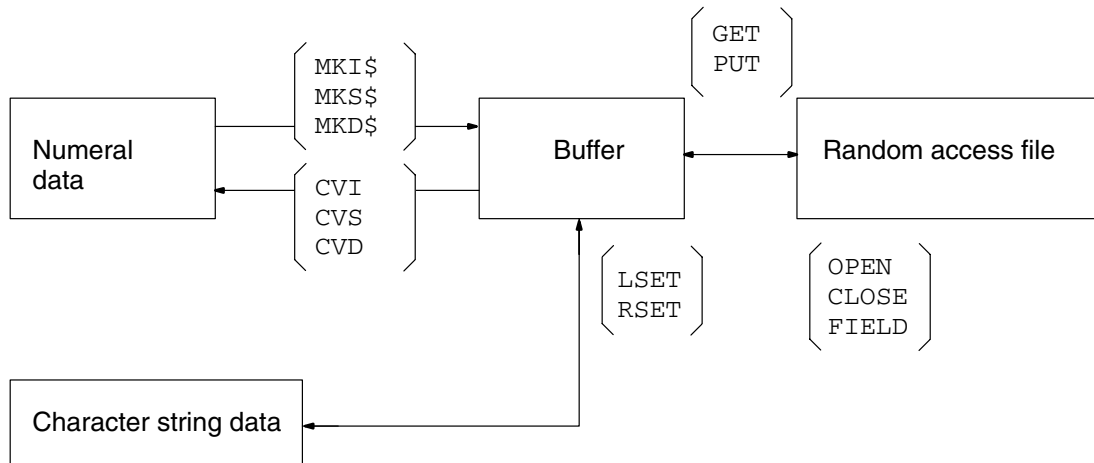 GET
PUT
MKI$
MKS$
MKD$
Numeral
data
Buffer
Random access file
CVI
CVS
CVD
LSET
RSET
OPEN
CLOSE
FIELD
Character string data